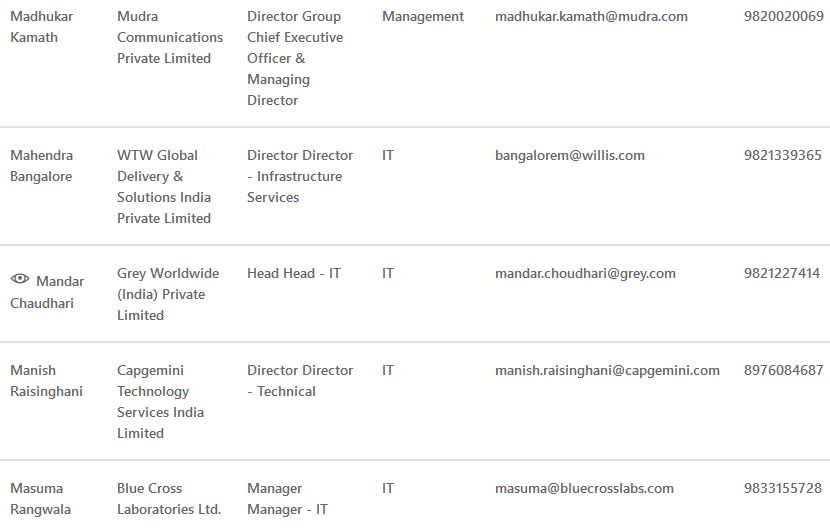 Madhukar Kamath Mudra Communications Private Limited Director Group Chief Executive Officer & Managing Director Management madhukar.kamath@mudra.com 9820020069
Mahendra Bangalore WTW Global Delivery & Solutions India Private Limited Director Director - Infrastructure Services IT bangalorem@willis.com 9821339365
Mandar Chaudhari Grey Worldwide (India) Private Limited Head Head - IT IT mandar.choudhari@grey.com 9821227414
Manish Raisinghani Capgemini Technology Services India Limited Director Director - Technical IT manish.raisinghani@capgemini.com 8976084687
Masuma Rangwala Blue Cross Laboratories Ltd. Manager Manager - IT IT masuma@bluecrosslabs.com 9833155728